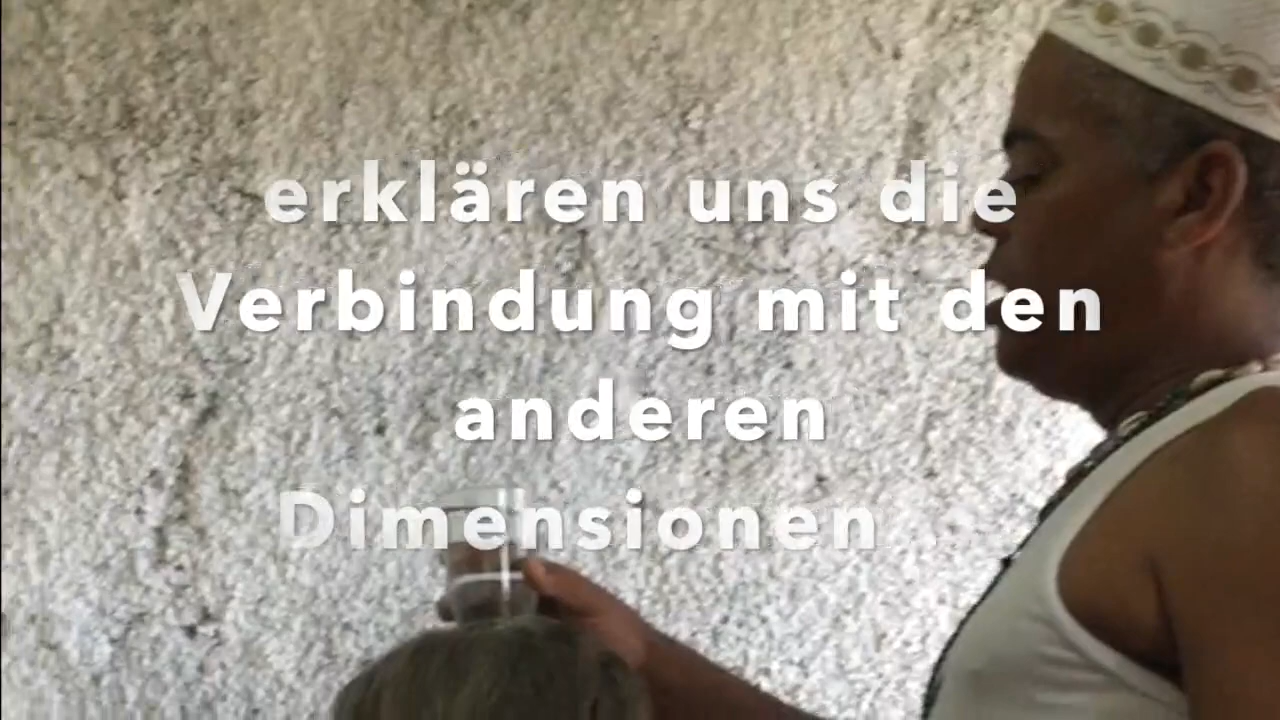 erklären uns die
Verbindung mit den
anderen
Dimensionen